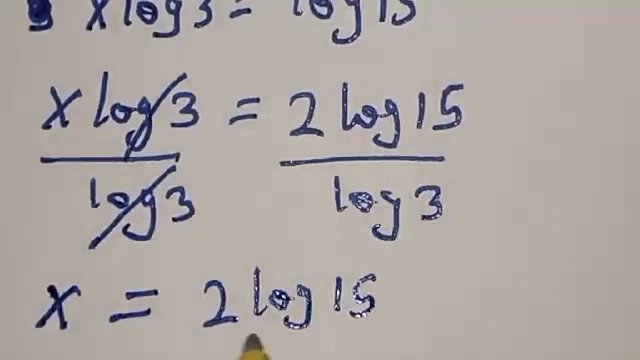 x log 3 = log 15
x log 3 = 2 log 15
log 3 log 3
x = 2 log 15